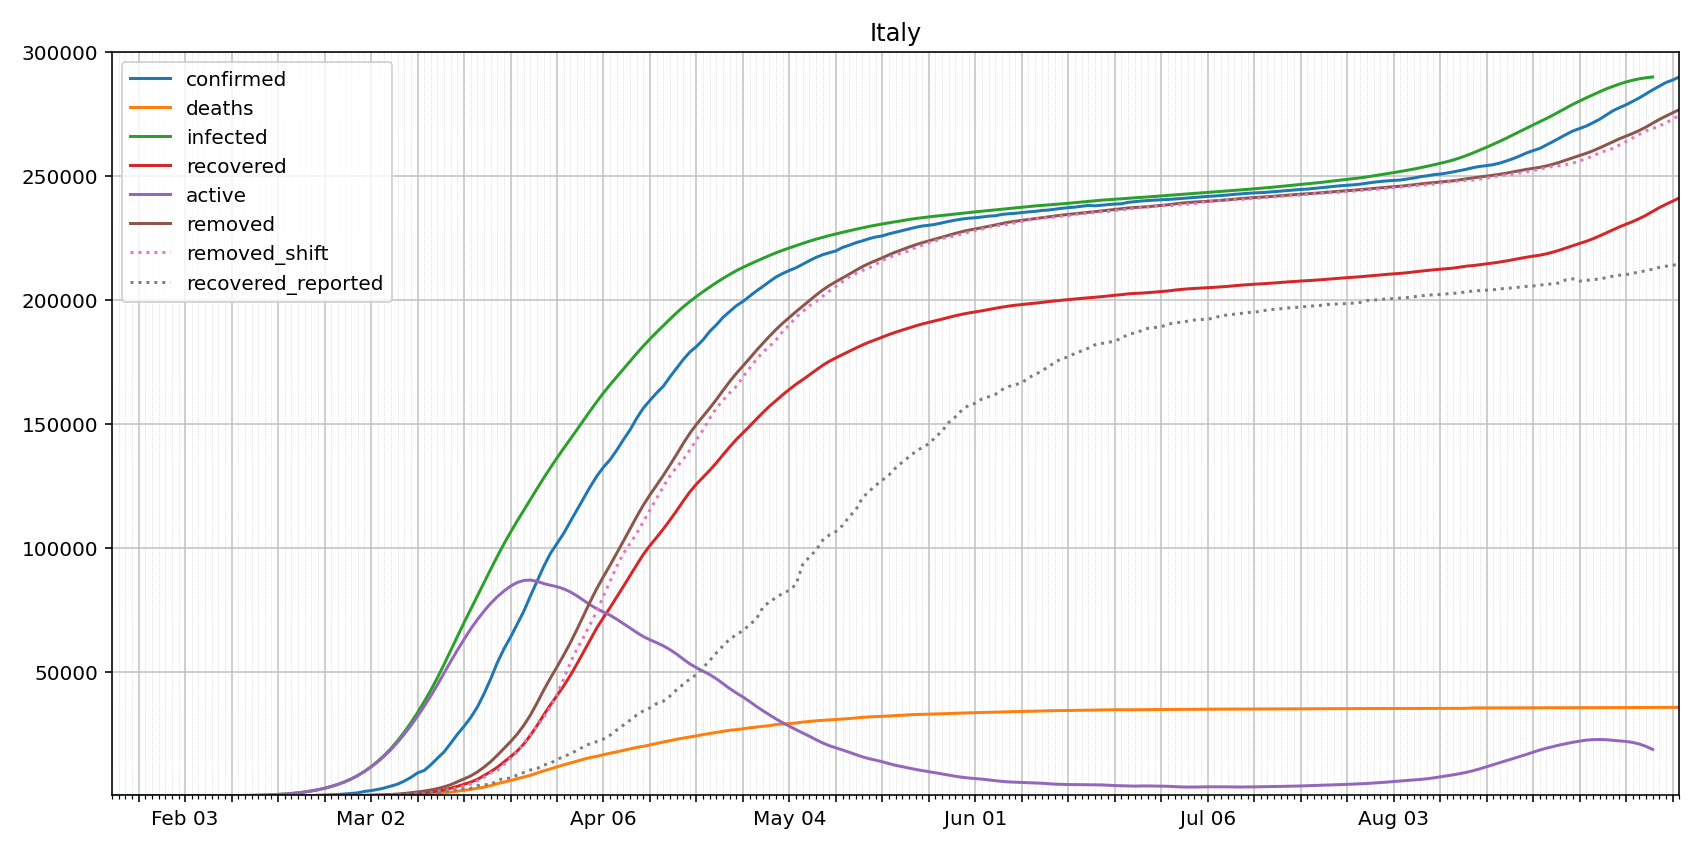 Italy
300000
250000
200000
150000
100000
50000
confirmed
deaths
infected
recovered
active
removed
removed_shift
recovered_reported
Feb 03 Mar 02 Apr 06 May 04 Jun 01 Jul 06 Aug 03